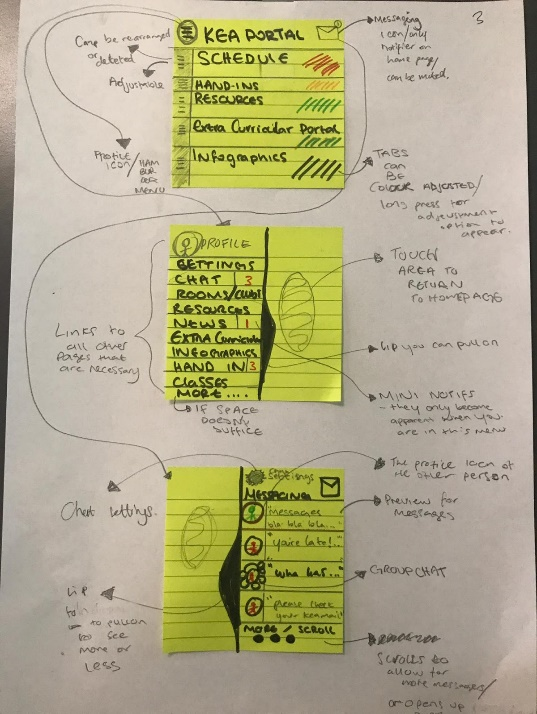 3
KEA PORTAL
SCHEDULE
HAND-INS
RESOURCES
Extra Curricular Portal
Infographics
Can be rearranged
or deleted
Adjustable
PROFILE
ICON/HAM
BUR
GER
MENU
Messaging
icon/only
notifier on
home page/
can be muted.
TABS
can
BE
COLOUR ADJUSTED/
long press for
adjustment
option to
appear.
PROFILE
SETTINGS
CHAT 3
ROOMS/Clubs
RESOURCES
NEWS 1
EXTRA Curricular
INFOGRAPHICS
HAND IN 3
Classes
MORE ....
Links to
all other
Pages that
are necessary
IF SPACE
DOESN'T
SUFFICE
TOUCH
AREA TO
RETURN
TO HOMEPAGE
Lip you can pull on
MINI NOTIFS
- they only become
apparent when you
are in this menu
Settings
MESSAGING
"Messages
bla bla bla..."
"you're late!..."
"Who has..."
"please check
your
MORE / SCROLL
Chat settings.
Lip
to pull on
to see
more or
Less
The profile icon of
the other person
Preview for
Messages
GROUPCHAT
SCROLLS to
allow for
more messages/
or opens up